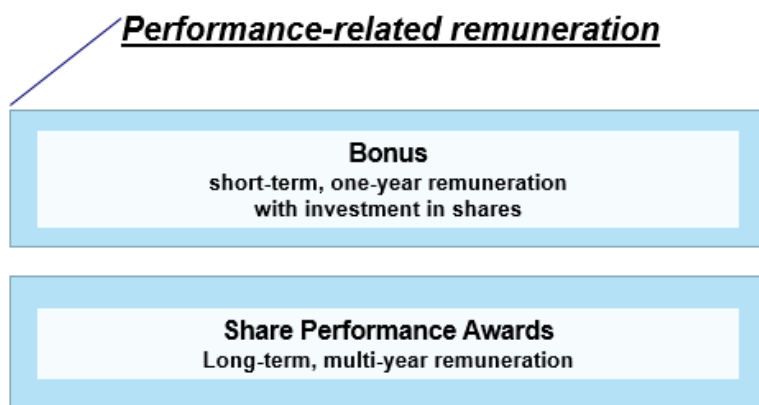 Performance-related remuneration
Bonus
short-term, one-year remuneration
with investment in shares
Share Performance Awards
Long-term, multi-year remuneration